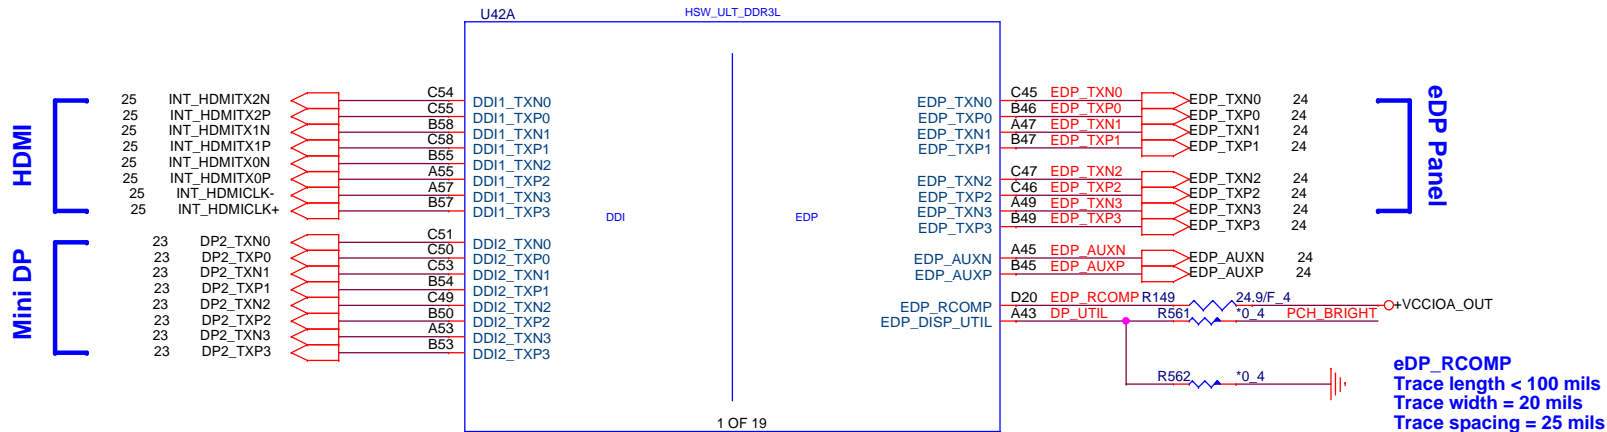 U42A HSW_ULT_DDR3L
HDMI
25 INT_HDMITX2N C54 DDI1_TXN0
25 INT_HDMITX2P C55 DDI1_TXP0
25 INT_HDMITX1N B58 DDI1_TXN1
25 INT_HDMITX1P C58 DDI1_TXP1
25 INT_HDMITX0N B55 DDI1_TXN2
25 INT_HDMITX0P A55 DDI1_TXP2
25 INT_HDMICLK- A57 DDI1_TXN3
25 INT_HDMICLK+ B57 DDI1_TXP3
Mini DP
23 DP2_TXN0 C51 DDI2_TXN0
23 DP2_TXP0 C50 DDI2_TXP0
23 DP2_TXN1 C53 DDI2_TXN1
23 DP2_TXP1 B54 DDI2_TXP1
23 DP2_TXN2 C49 DDI2_TXN2
23 DP2_TXP2 B50 DDI2_TXP2
23 DP2_TXN3 A53 DDI2_TXN3
23 DP2_TXP3 B53 DDI2_TXP3
DDI EDP
EDP_TXN0 C45 EDP_TXN0 EDP_TXN0 24
EDP_TXP0 B46 EDP_TXP0 EDP_TXP0 24
EDP_TXN1 A47 EDP_TXN1 EDP_TXN1 24
EDP_TXP1 B47 EDP_TXP1 EDP_TXP1 24
EDP_TXN2 C47 EDP_TXN2 EDP_TXN2 24
EDP_TXP2 C46 EDP_TXP2 EDP_TXP2 24
EDP_TXN3 A49 EDP_TXN3 EDP_TXN3 24
EDP_TXP3 B49 EDP_TXP3 EDP_TXP3 24
eDP Panel
EDP_AUXN A45 EDP_AUXN EDP_AUXN 24
EDP_AUXP B45 EDP_AUXP EDP_AUXP 24
EDP_RCOMP D20 EDP_RCOMP R149 24.9/F_4 +VCCIOA_OUT
EDP_DISP_UTIL A43 DP_UTIL R561 *0_4 PCH_BRIGHT
R562 *0_4
1 OF 19
eDP_RCOMP
Trace length < 100 mils
Trace width = 20 mils
Trace spacing = 25 mils